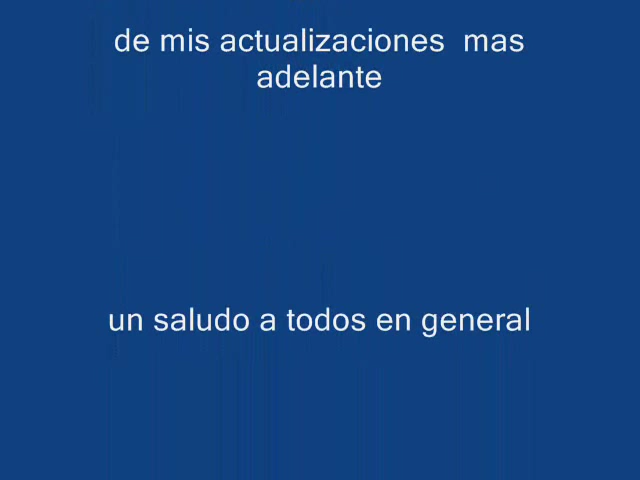 de mis actualizaciones  mas
adelante
un saludo a todos en general